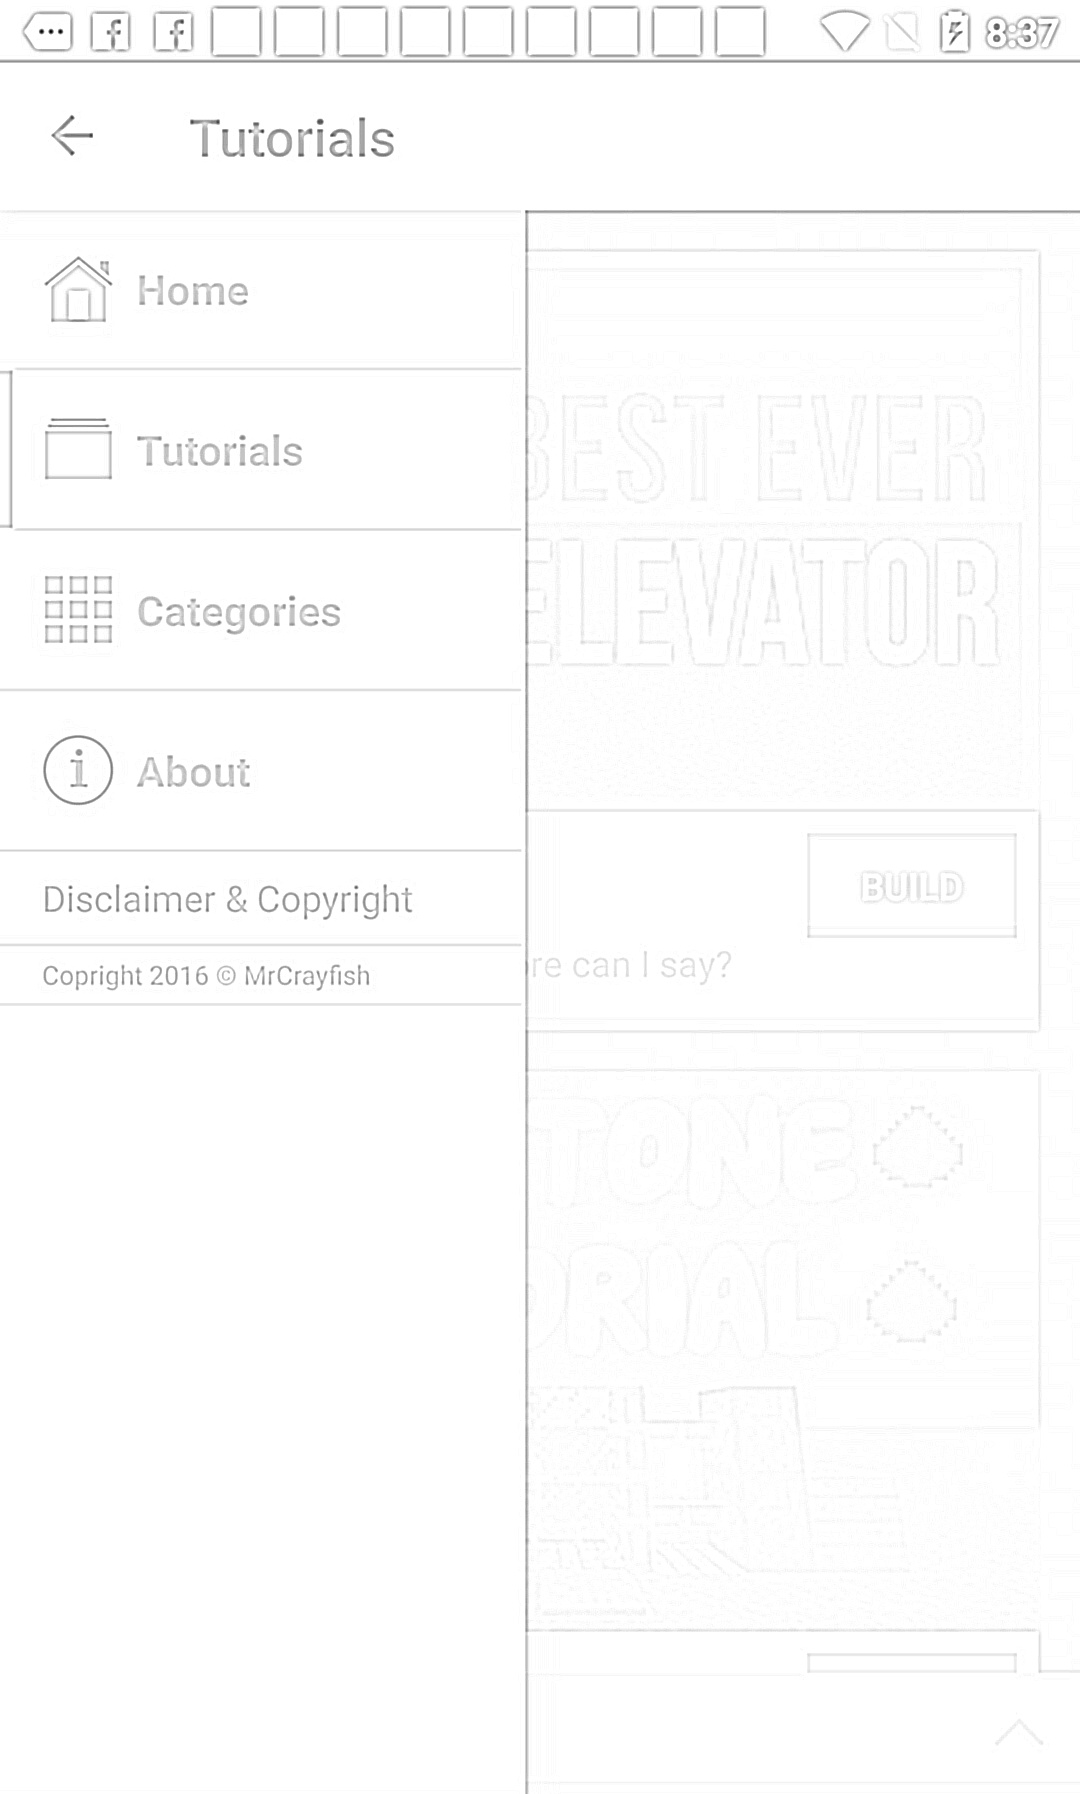 8:37
Tutorials
Home
Tutorials
Categories
About
Disclaimer & Copyright
Copright 2016 © MrCrayfish
BEST EVER
ELEVATOR
BUILD
re can I say?
TONE
ORIAL